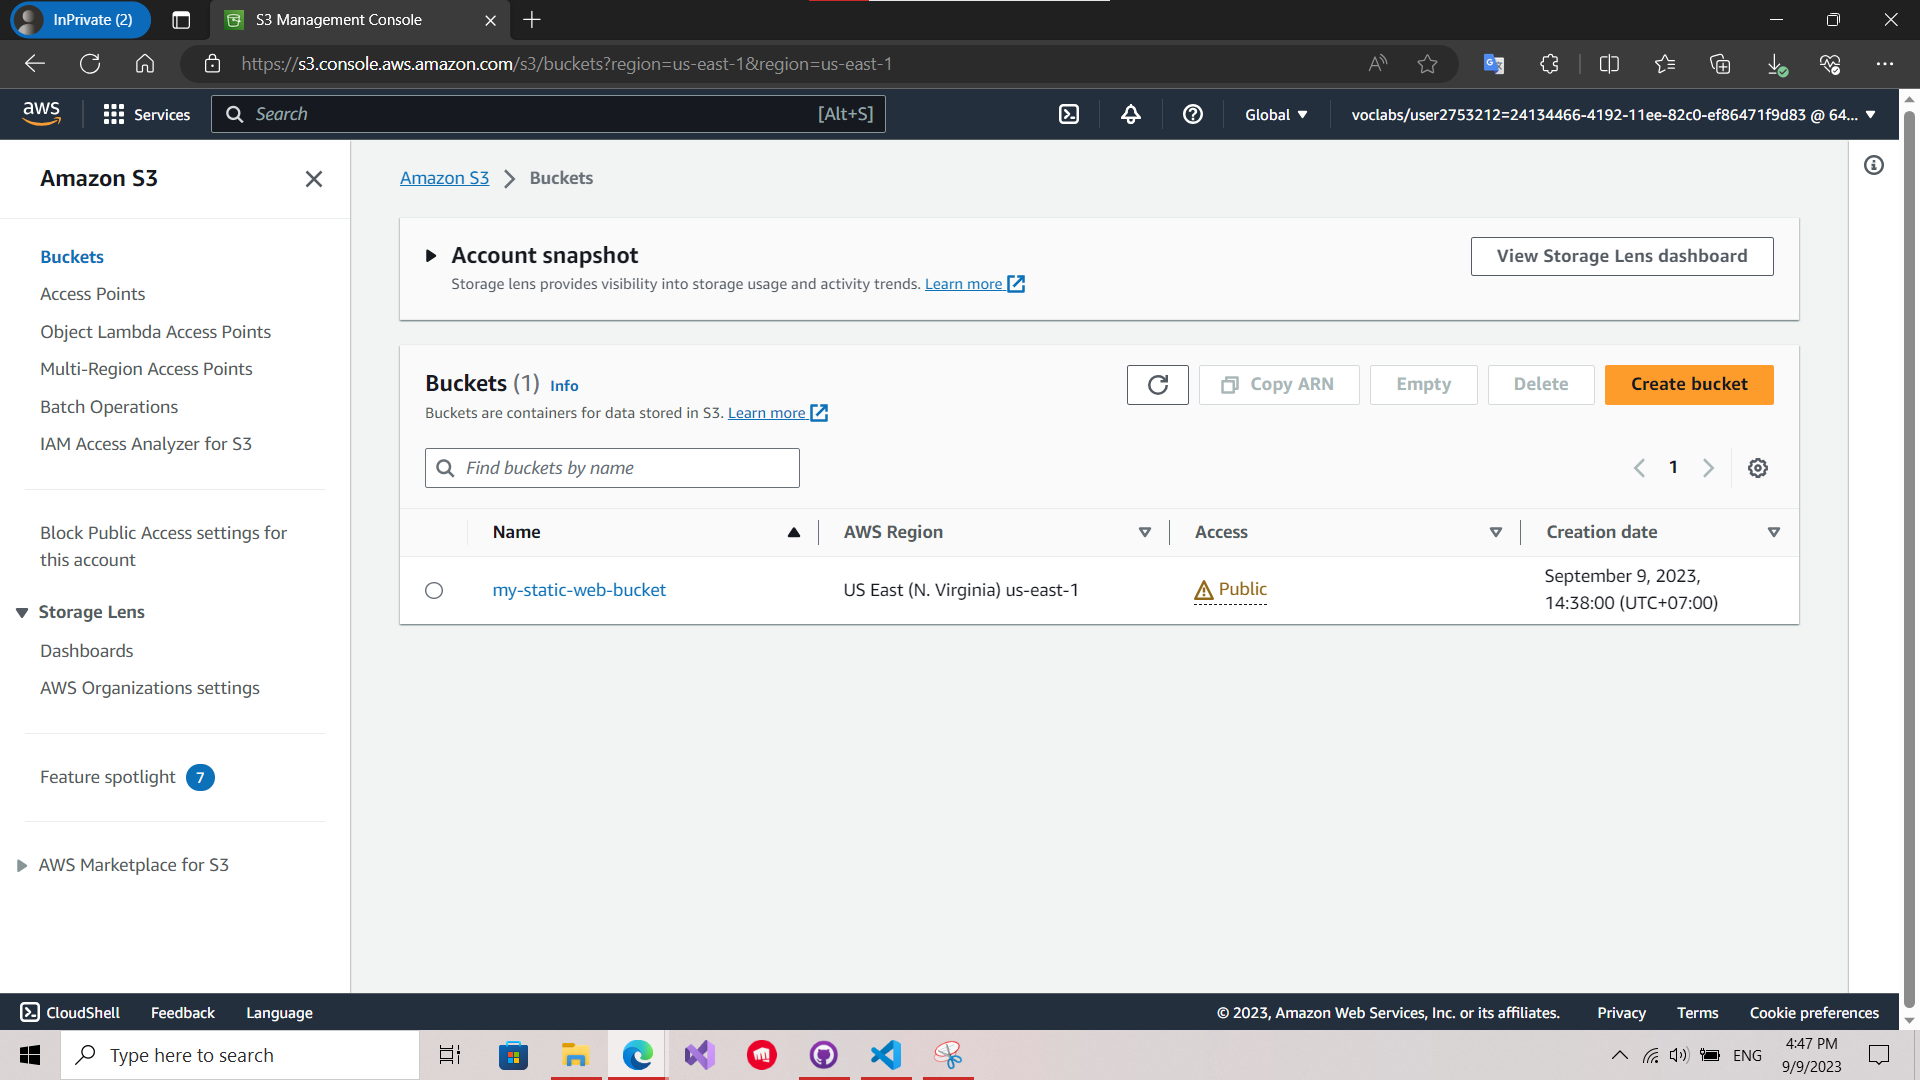 InPrivate (2)
S3 Management Console
https://s3.console.aws.amazon.com/s3/buckets?region=us-east-1&region=us-east-1
aws
Services
Search
[Alt+S]
Global
voclabs/user2753212=24134466-4192-11ee-82c0-ef86471f9d83 @ 64...
Amazon S3
Buckets
Access Points
Object Lambda Access Points
Multi-Region Access Points
Batch Operations
IAM Access Analyzer for S3
Block Public Access settings for
this account
Storage Lens
Dashboards
AWS Organizations settings
Feature spotlight 7
AWS Marketplace for S3
Amazon S3 > Buckets
Account snapshot
Storage lens provides visibility into storage usage and activity trends. Learn more
View Storage Lens dashboard
Buckets (1) Info
Buckets are containers for data stored in S3. Learn more
Copy ARN
Empty
Delete
Create bucket
Find buckets by name
1
Name AWS Region Access Creation date
my-static-web-bucket US East (N. Virginia) us-east-1 Public September 9, 2023,
14:38:00 (UTC+07:00)
CloudShell Feedback Language
© 2023, Amazon Web Services, Inc. or its affiliates. Privacy Terms Cookie preferences
Type here to search
ENG
4:47 PM
9/9/2023